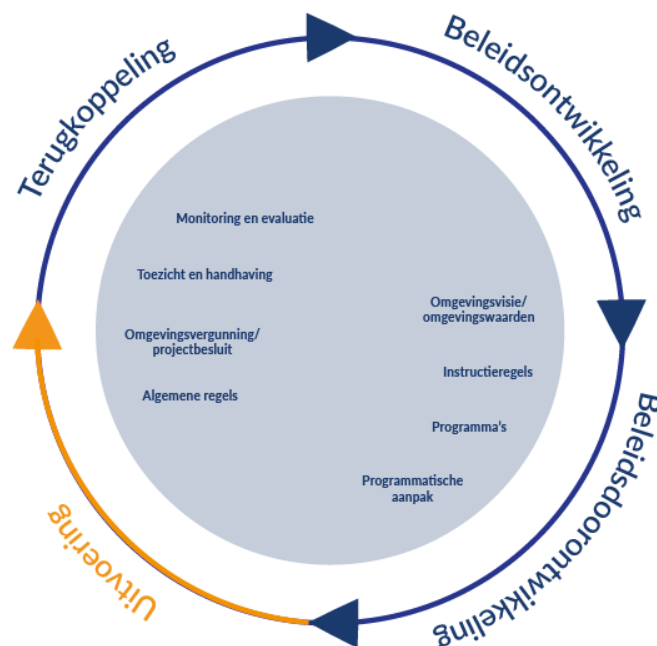 Terugkoppeling
Beleidsontwikkeling
Monitoring en evaluatie
Toezicht en handhaving
Omgevingsvisie/
omgevingswaarden
Omgevingsvergunning/
projectbesluit
Instructieregels
Algemene regels
Programma's
Programmatische
aanpak
Beleidsdoorontwikkeling
Uitvoering